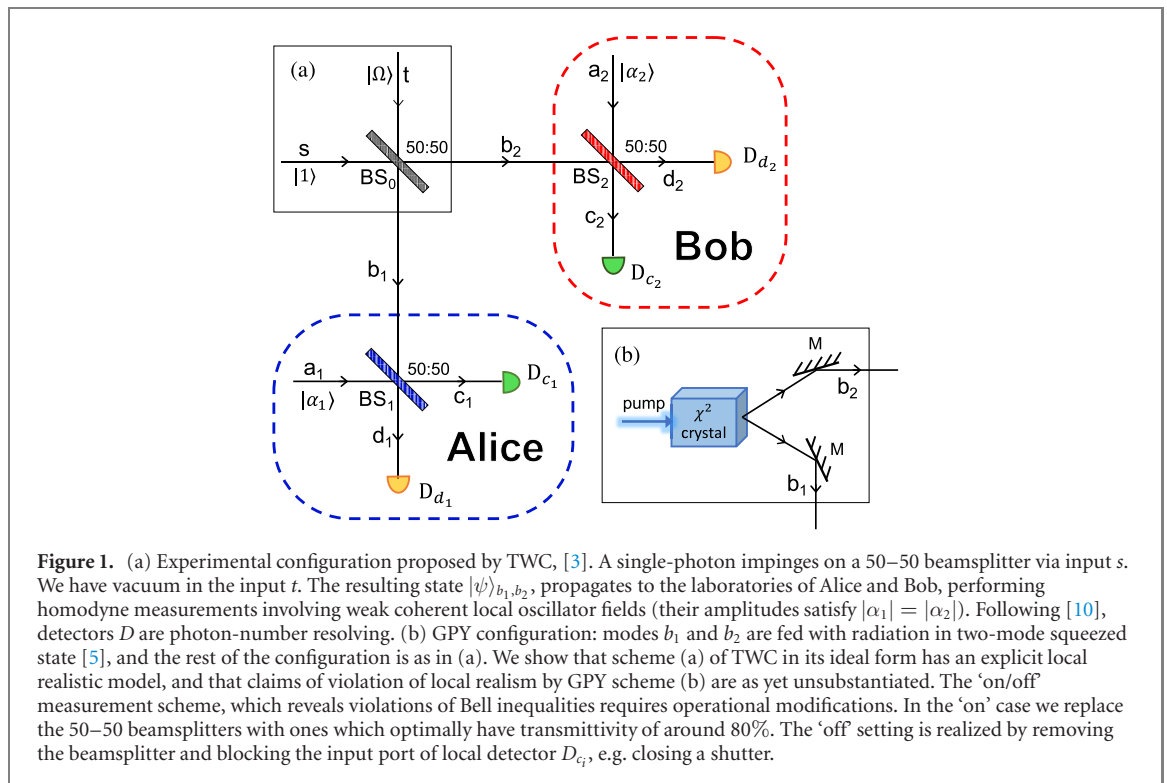 (a)
|Ω⟩ t
s
|1⟩
50:50
BS₀
b₂
a₂ |α₂⟩
50:50
BS₂
d₂
D_{d₂}
c₂
D_{c₂}
Bob
b₁
a₁
|α₁⟩
50:50
BS₁
c₁
D_{c₁}
d₁
D_{d₁}
Alice
(b)
pump
χ²
crystal
M
b₂
M
b₁
Figure 1. (a) Experimental configuration proposed by TWC, [3]. A single-photon impinges on a 50–50 beamsplitter via input s.
We have vacuum in the input t. The resulting state |ψ⟩_{b₁,b₂}, propagates to the laboratories of Alice and Bob, performing
homodyne measurements involving weak coherent local oscillator fields (their amplitudes satisfy |α₁| = |α₂|). Following [10],
detectors D are photon-number resolving. (b) GPY configuration: modes b₁ and b₂ are fed with radiation in two-mode squeezed
state [5], and the rest of the configuration is as in (a). We show that scheme (a) of TWC in its ideal form has an explicit local
realistic model, and that claims of violation of local realism by GPY scheme (b) are as yet unsubstantiated. The ‘on/off’
measurement scheme, which reveals violations of Bell inequalities requires operational modifications. In the ‘on’ case we replace
the 50–50 beamsplitters with ones which optimally have transmittivity of around 80%. The ‘off’ setting is realized by removing
the beamsplitter and blocking the input port of local detector D_{cᵢ}, e.g. closing a shutter.